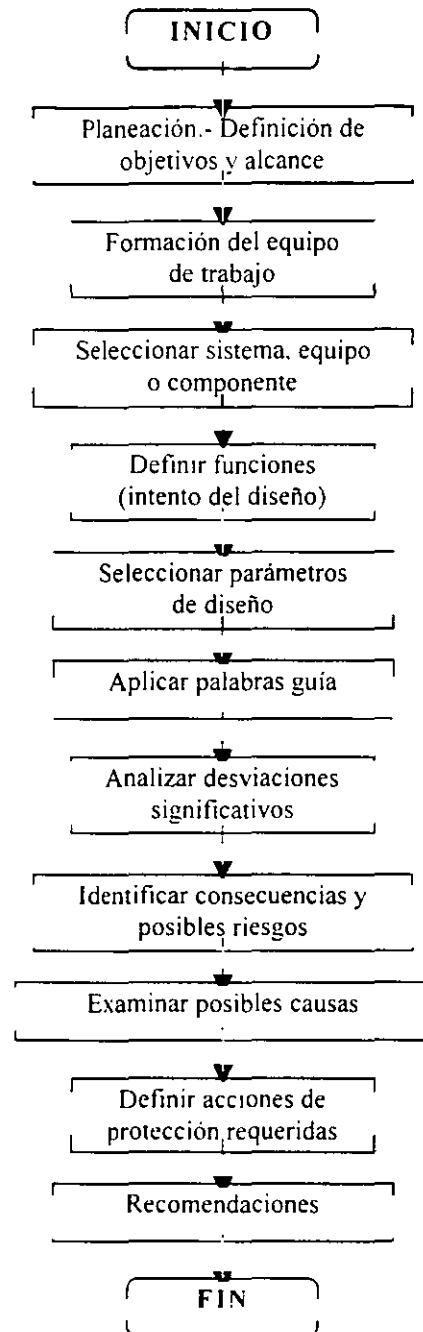 INICIO
Planeación.- Definición de
objetivos y alcance
Formación del equipo
de trabajo
Seleccionar sistema, equipo
o componente
Definir funciones
(intento del diseño)
Seleccionar parámetros
de diseño
Aplicar palabras guía
Analizar desviaciones
significativos
Identificar consecuencias y
posibles riesgos
Examinar posibles causas
Definir acciones de
protección requeridas
Recomendaciones
FIN